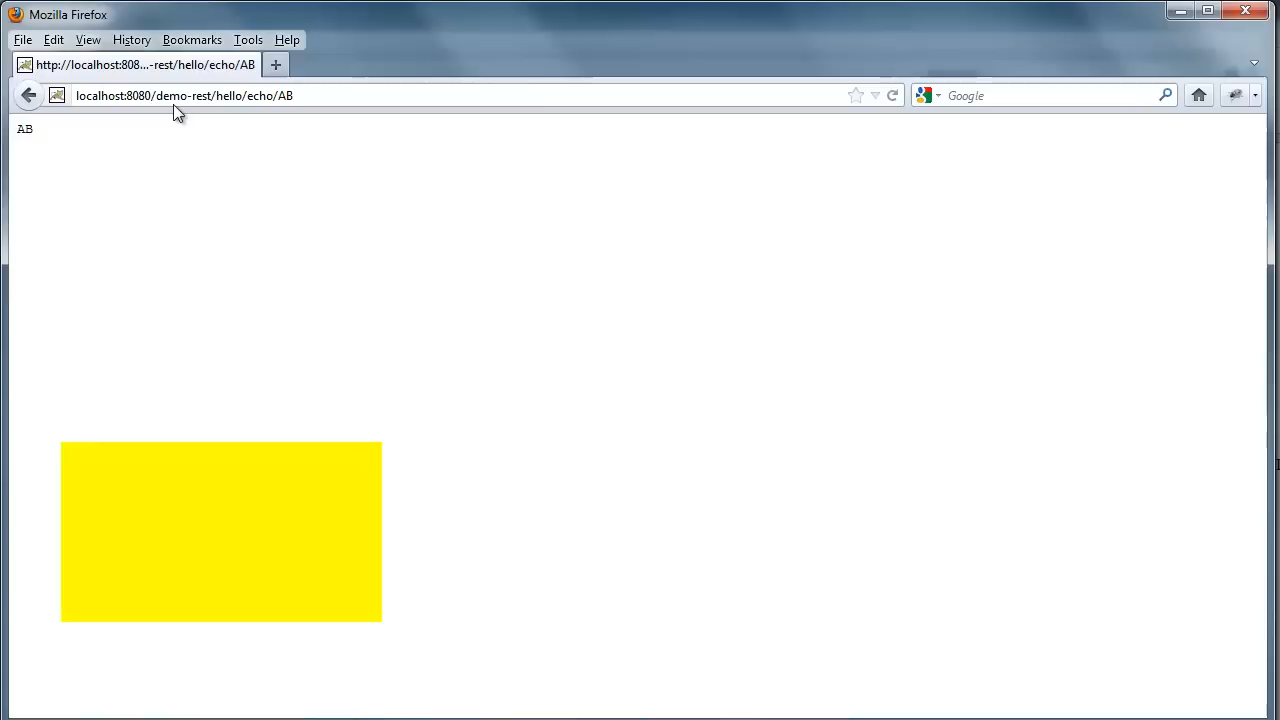 Mozilla Firefox
File Edit View History Bookmarks Tools Help
http://localhost:808...-rest/hello/echo/AB
localhost:8080/demo-rest/hello/echo/AB
Google
AB